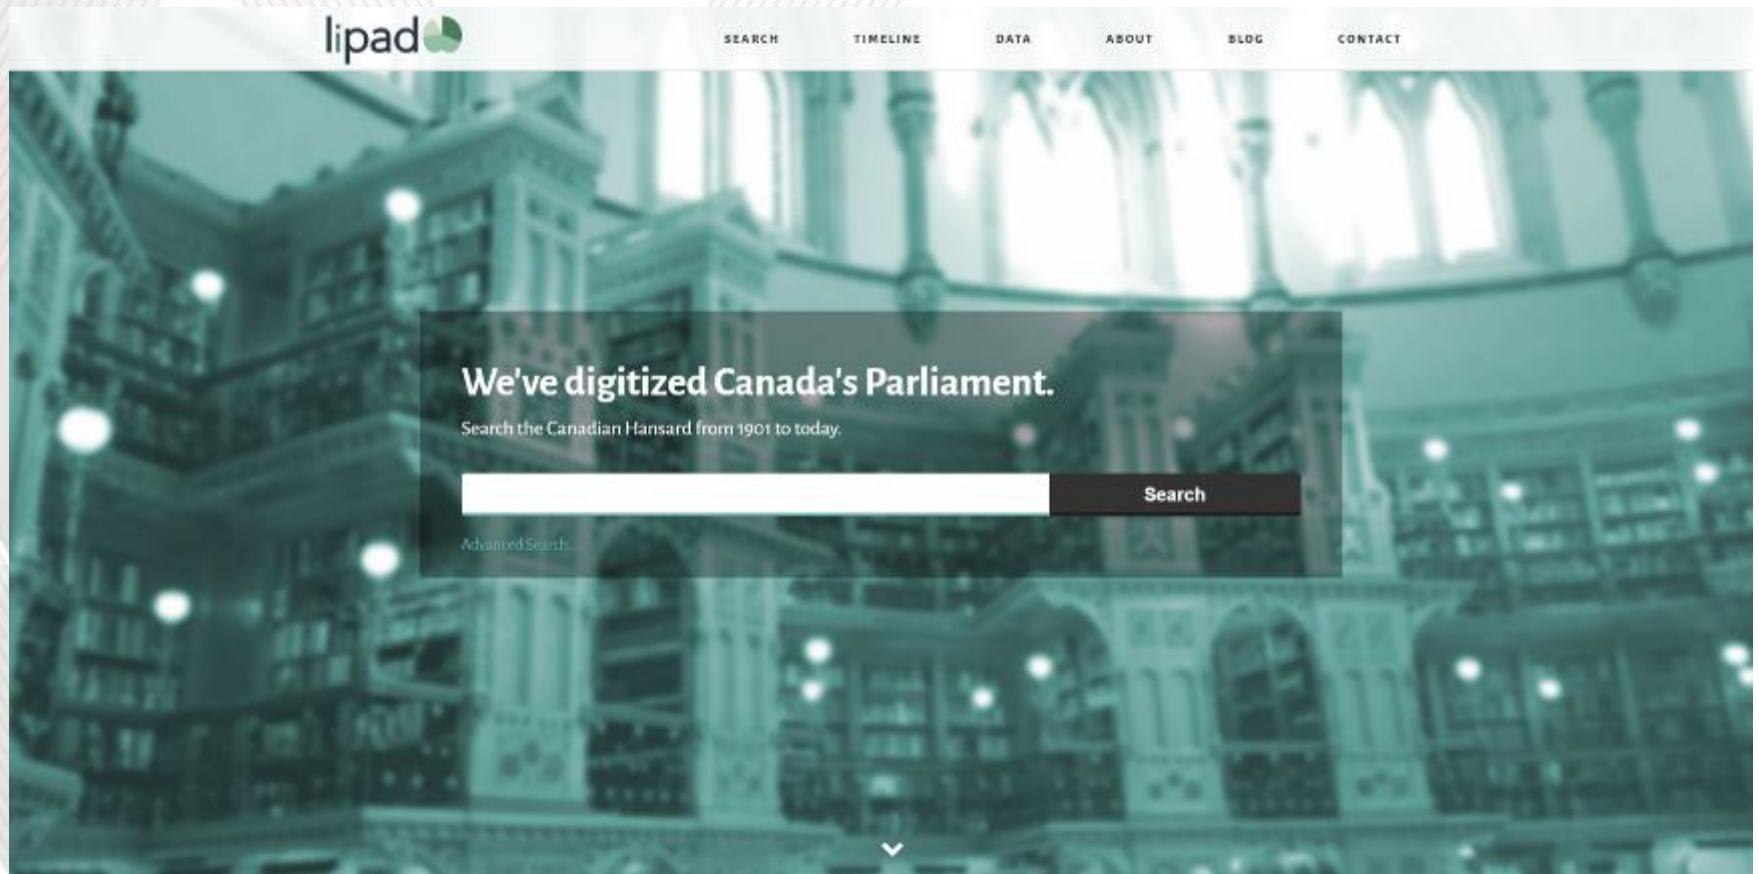 lipad
SEARCH TIMELINE DATA ABOUT BLOG CONTACT
We've digitized Canada's Parliament.
Search the Canadian Hansard from 1901 to today.
Search
Advanced Search...